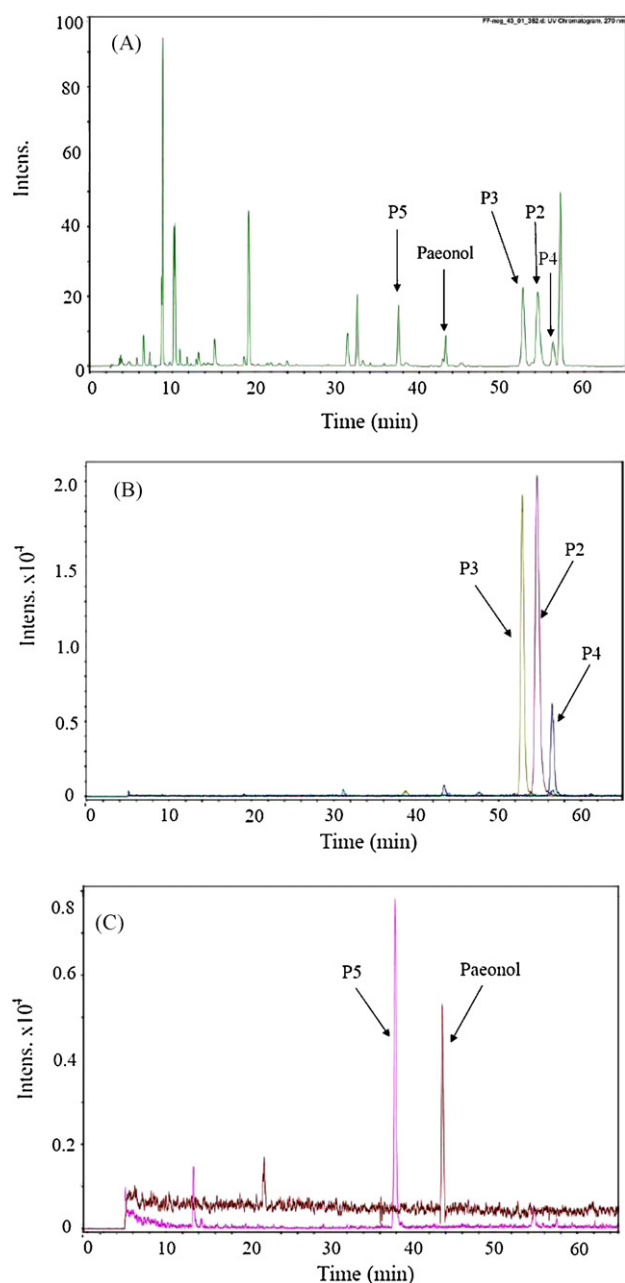 FF-neg_43_01_382.d: UV Chromatogram, 270 nm
100
(A)
80
60
40
20
0
Intens.
P5
Paeonol
P3
P2
P4
0 10 20 30 40 50 60
Time (min)
2.0
(B)
1.5
1.0
0.5
0
Intens. x10⁴
P3
P2
P4
0 10 20 30 40 50 60
Time (min)
0.8
(C)
0.6
0.4
0.2
0
Intens. x10⁴
P5
Paeonol
0 10 20 30 40 50 60
Time (min)